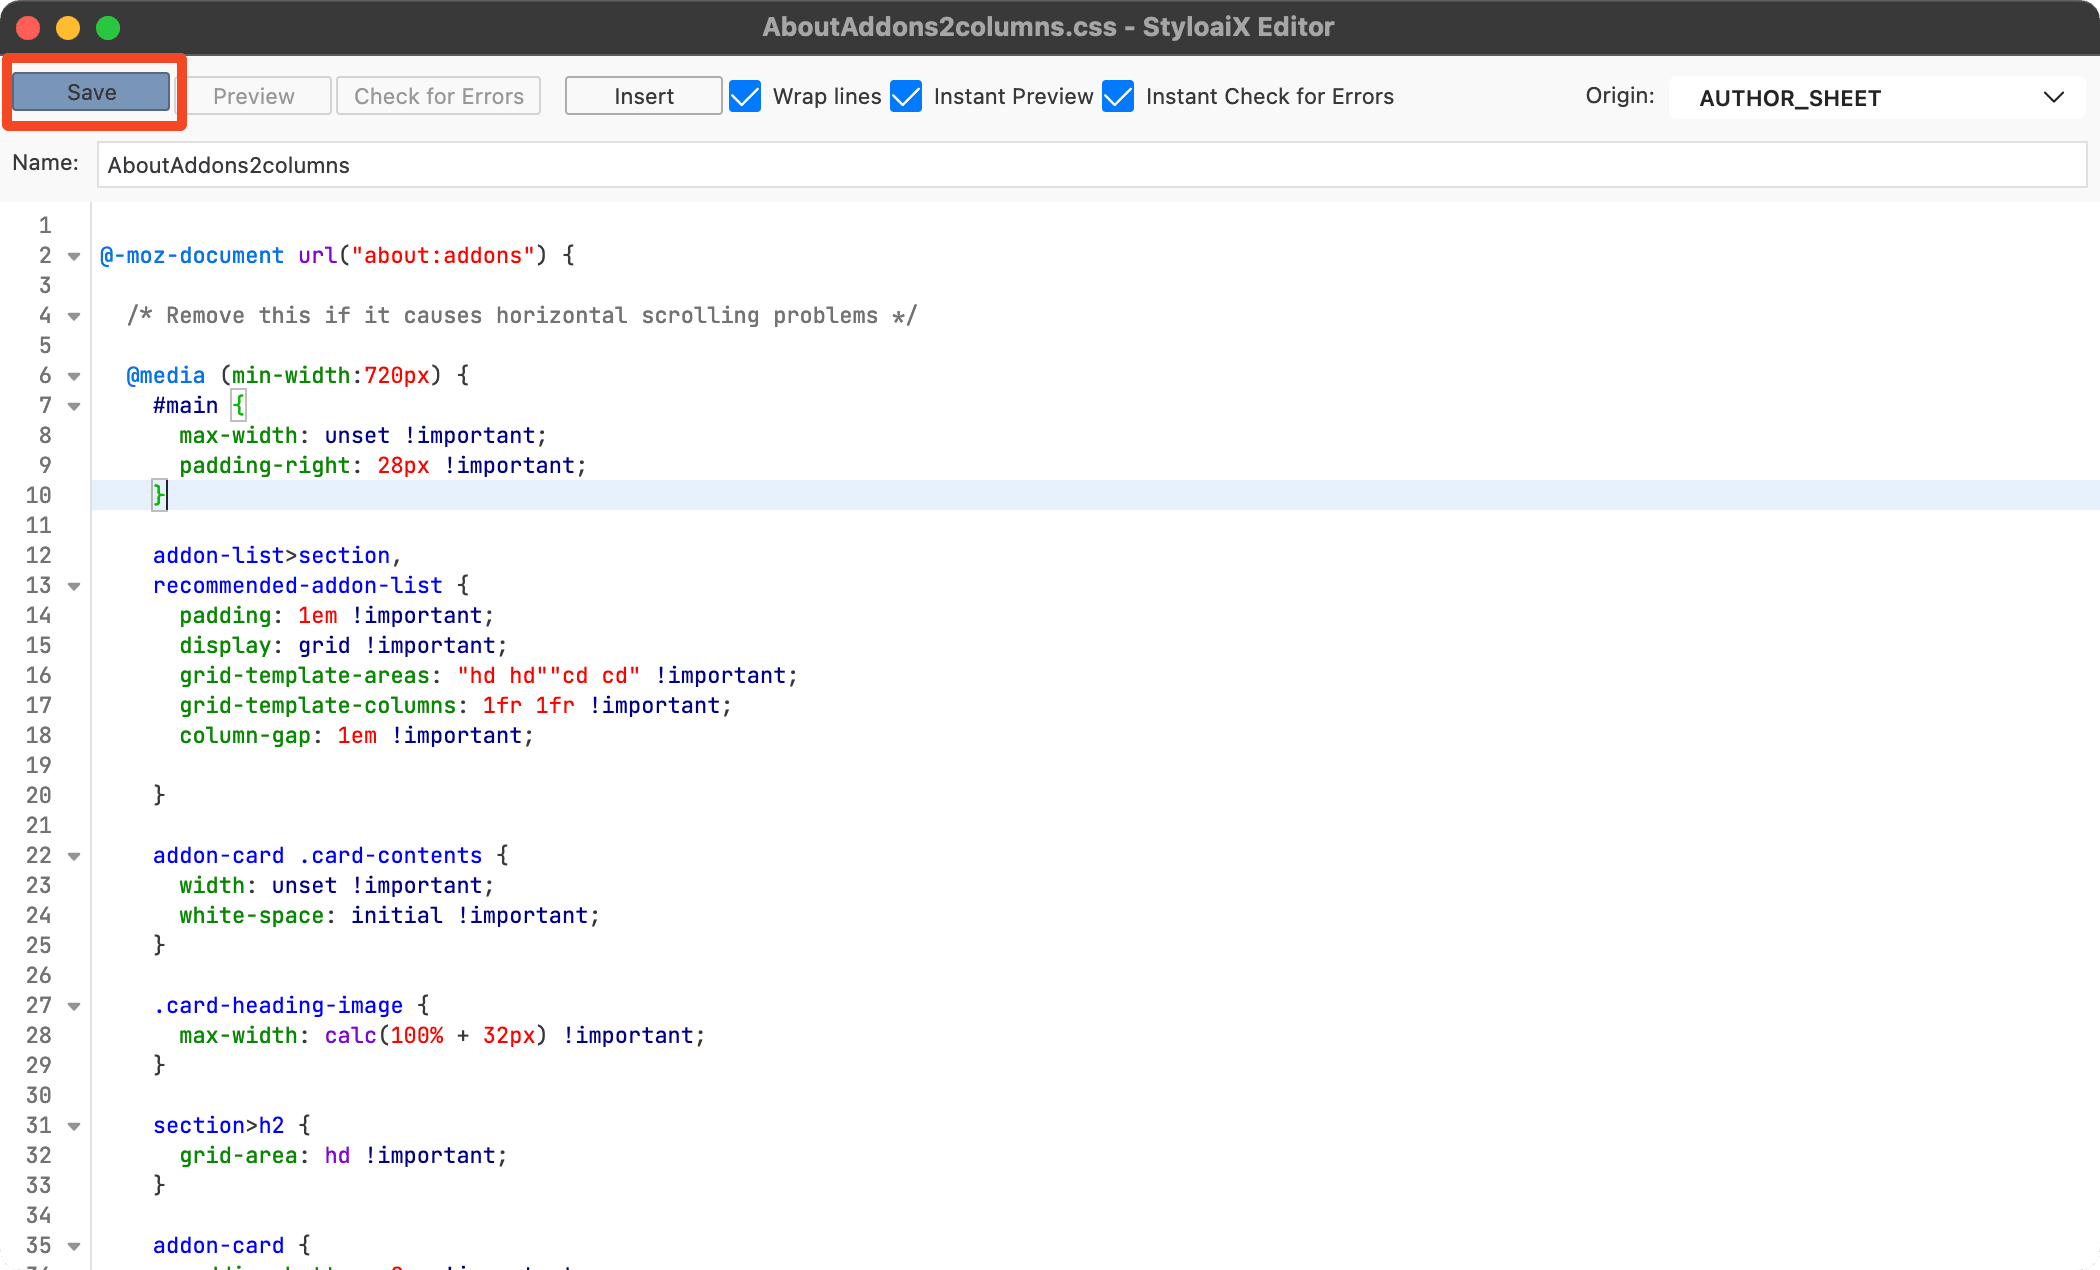 AboutAddons2columns.css - StyloaiX Editor
Save Preview Check for Errors Insert Wrap lines Instant Preview Instant Check for Errors Origin: AUTHOR_SHEET
Name: AboutAddons2columns
1
2 @-moz-document url("about:addons") {
3
4 /* Remove this if it causes horizontal scrolling problems */
5
6 @media (min-width:720px) {
7 #main {
8 max-width: unset !important;
9 padding-right: 28px !important;
10 }
11
12 addon-list>section,
13 recommended-addon-list {
14 padding: 1em !important;
15 display: grid !important;
16 grid-template-areas: "hd hd""cd cd" !important;
17 grid-template-columns: 1fr 1fr !important;
18 column-gap: 1em !important;
19
20 }
21
22 addon-card .card-contents {
23 width: unset !important;
24 white-space: initial !important;
25 }
26
27 .card-heading-image {
28 max-width: calc(100% + 32px) !important;
29 }
30
31 section>h2 {
32 grid-area: hd !important;
33 }
34
35 addon-card {